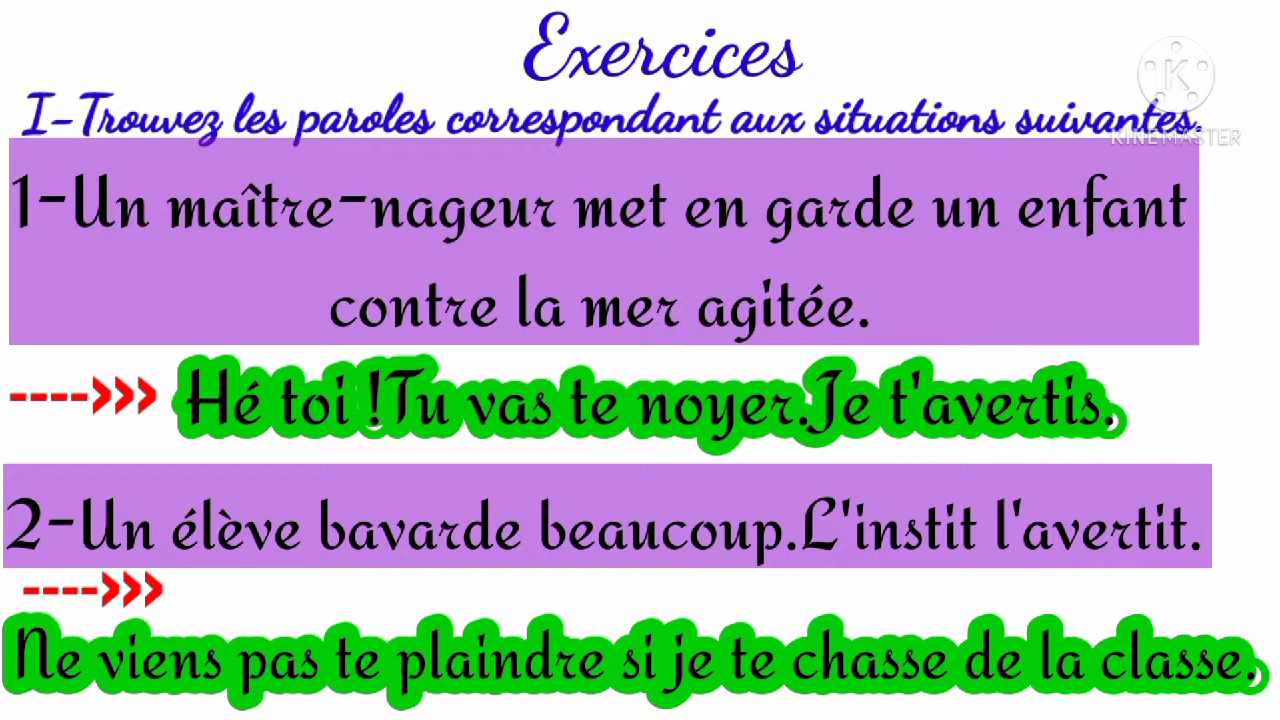 Exercices
I-Trouvez les paroles correspondant aux situations suivantes.
K
KINEMASTER
1-Un maître-nageur met en garde un enfant
contre la mer agitée.
---->>> Hé toi !Tu vas te noyer.Je t'avertis.
2-Un élève bavarde beaucoup.L'instit l'avertit.
---->>>
Ne viens pas te plaindre si je te chasse de la classe.